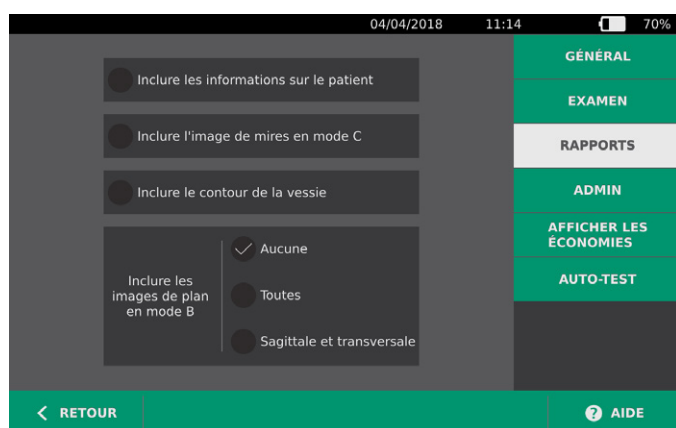 04/04/2018 11:14 70%
Inclure les informations sur le patient
Inclure l'image de mires en mode C
Inclure le contour de la vessie
Inclure les
images de plan
en mode B
Aucune
Toutes
Sagittale et transversale
GÉNÉRAL
EXAMEN
RAPPORTS
ADMIN
AFFICHER LES
ÉCONOMIES
AUTO-TEST
RETOUR
? AIDE